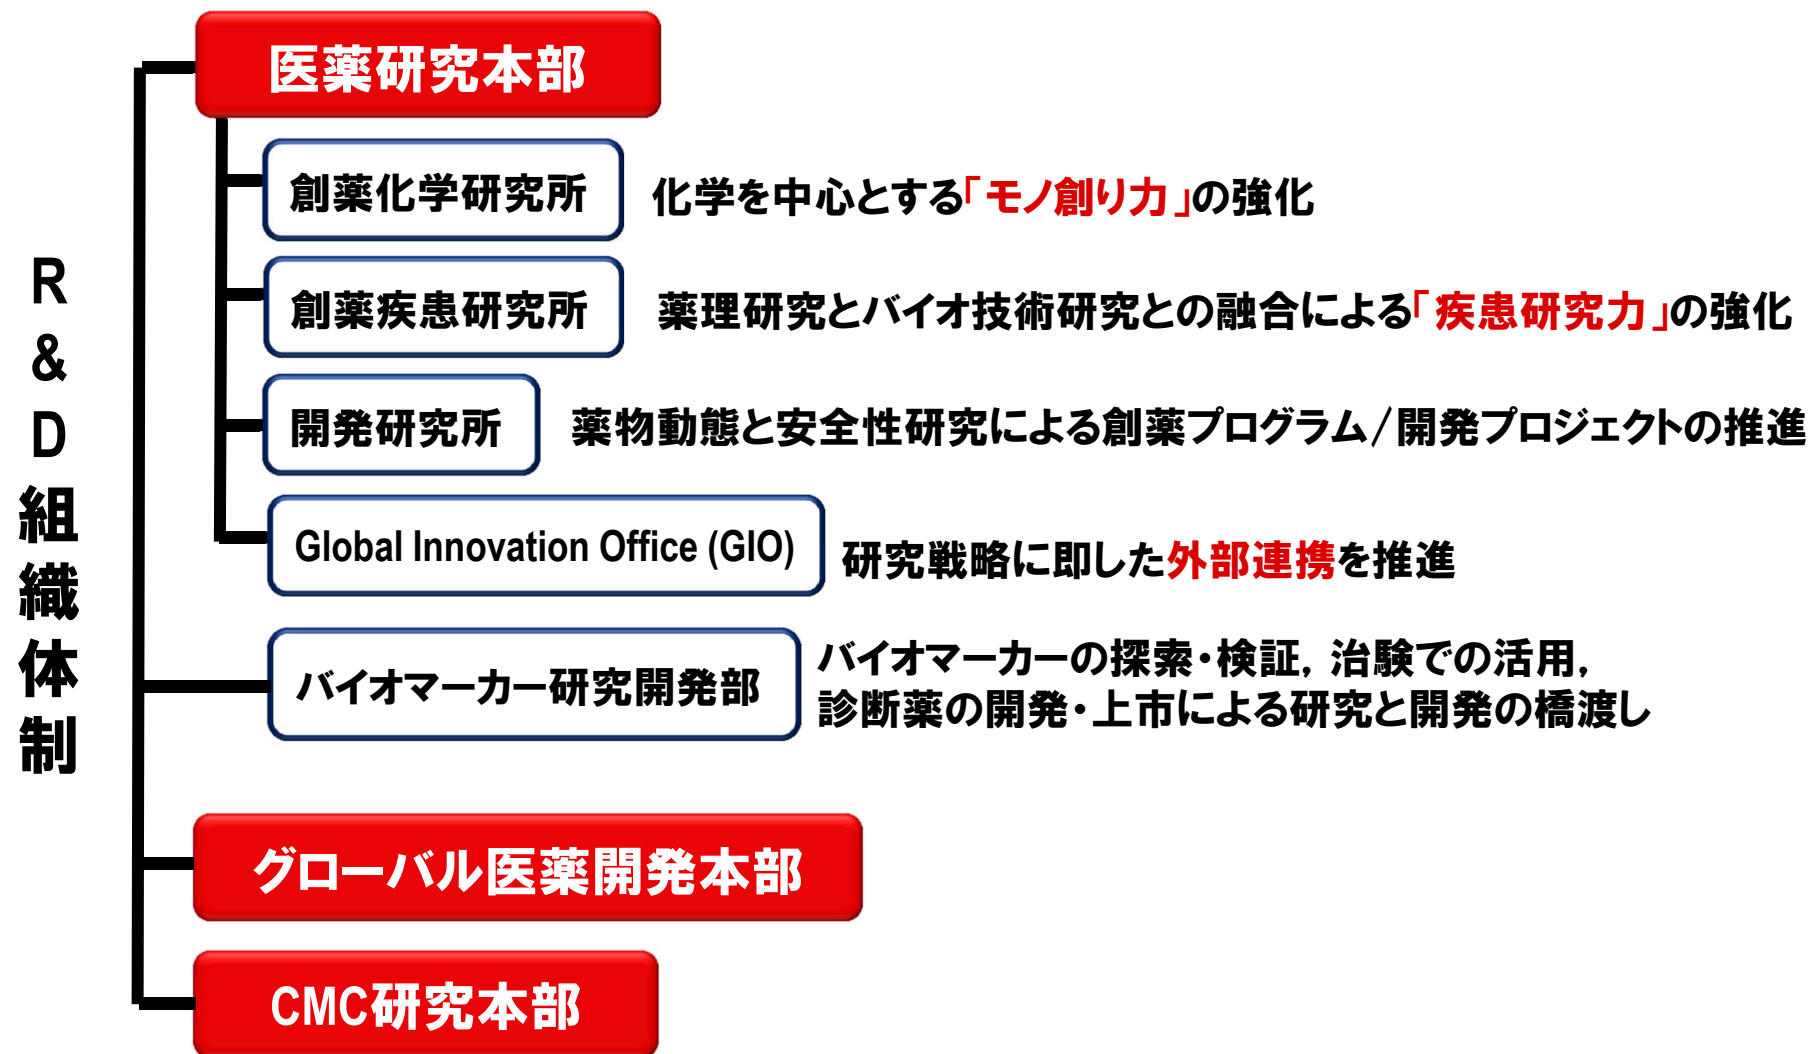 R&D組織体制
医薬研究本部
創薬化学研究所
化学を中心とする「モノ創り力」の強化
創薬疾患研究所
薬理研究とバイオ技術研究との融合による「疾患研究力」の強化
開発研究所
薬物動態と安全性研究による創薬プログラム/開発プロジェクトの推進
Global Innovation Office (GIO)
研究戦略に即した外部連携を推進
バイオマーカー研究開発部
バイオマーカーの探索・検証, 治験での活用,
診断薬の開発・上市による研究と開発の橋渡し
グローバル医薬開発本部
CMC研究本部